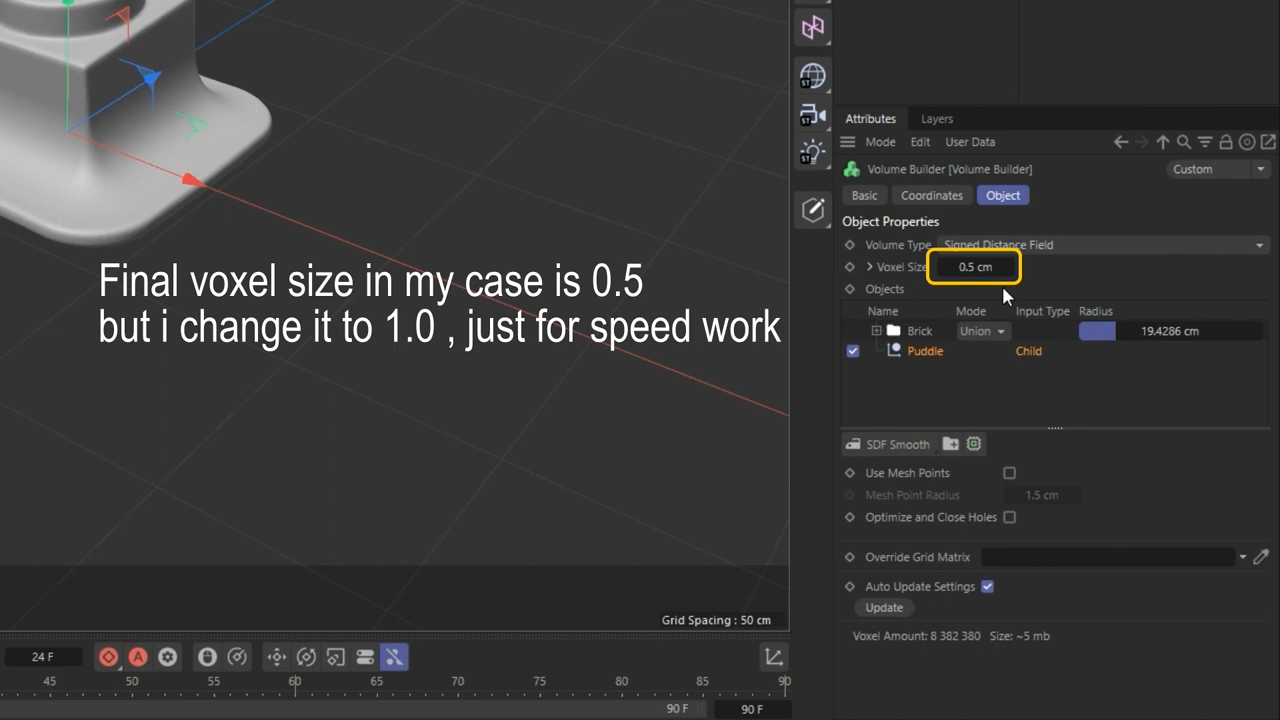 ST
ST
ST
Attributes Layers
Mode Edit User Data
Volume Builder [Volume Builder] Custom
Basic Coordinates Object
Object Properties
Volume Type Signed Distance Field
Voxel Size 0.5 cm
Objects
Name Mode Input Type Radius
Brick Union 19.4286 cm
Puddle Child
Final voxel size in my case is 0.5
but i change it to 1.0 , just for speed work
SDF Smooth
Use Mesh Points
Mesh Point Radius 1.5 cm
Optimize and Close Holes
Override Grid Matrix
Auto Update Settings
Update
Voxel Amount: 8 382 380 Size: ~5 mb
Grid Spacing : 50 cm
24 F A
45 50 55 60 65 70 75 80 85 90
90 F 90 F